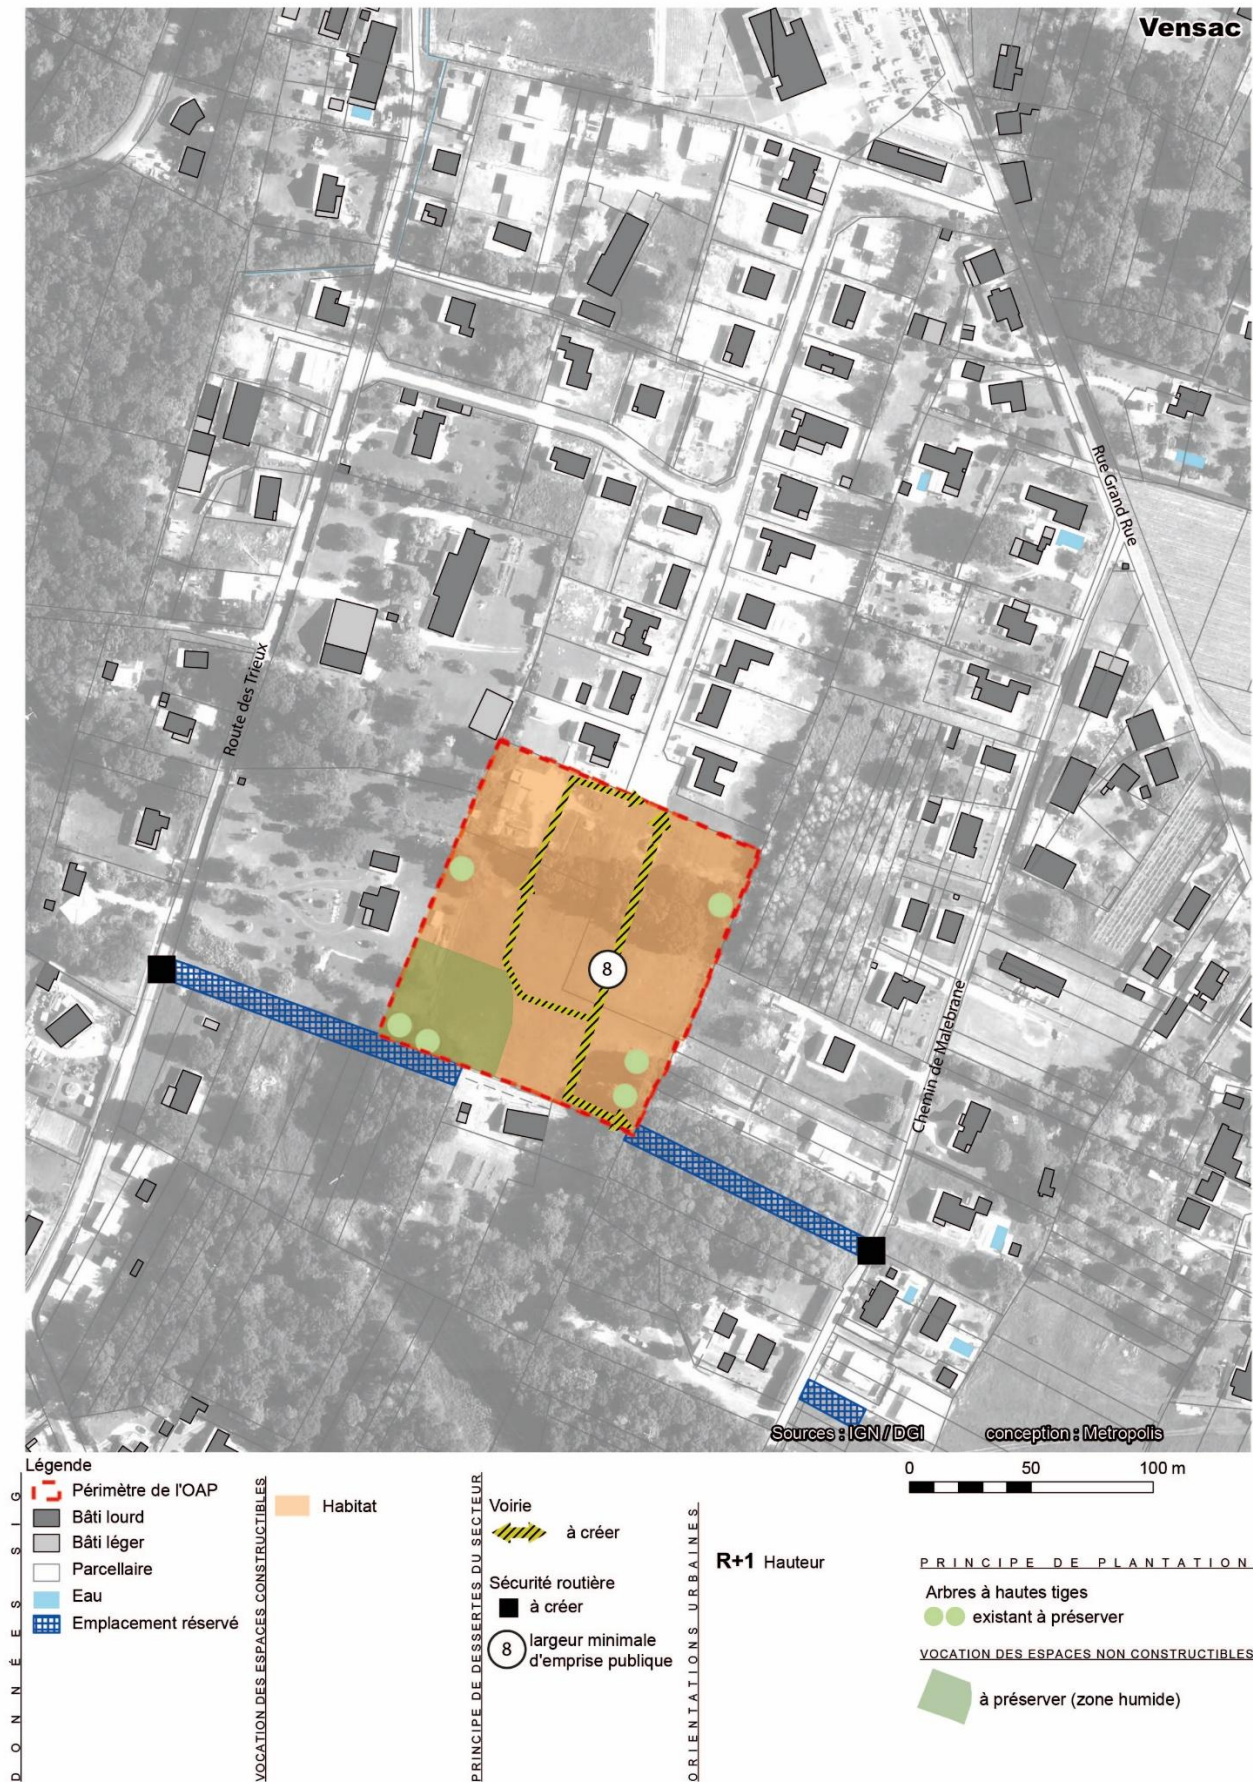 Vensac
Rue Grand Rue
Route des Trieux
8
Chemin de Malebrane
Sources : IGN / DGI
conception : Metropolis
DONNÉES SIG
Légende
Périmètre de l'OAP
Bâti lourd
Bâti léger
Parcellaire
Eau
Emplacement réservé
VOCATION DES ESPACES CONSTRUCTIBLES
Habitat
PRINCIPE DE DESSERTES DU SECTEUR
Voirie
à créer
Sécurité routière
à créer
8
largeur minimale
d'emprise publique
ORIENTATIONS URBAINES
R+1 Hauteur
0 50 100 m
PRINCIPE DE PLANTATION
Arbres à hautes tiges
existant à préserver
VOCATION DES ESPACES NON CONSTRUCTIBLES
à préserver (zone humide)